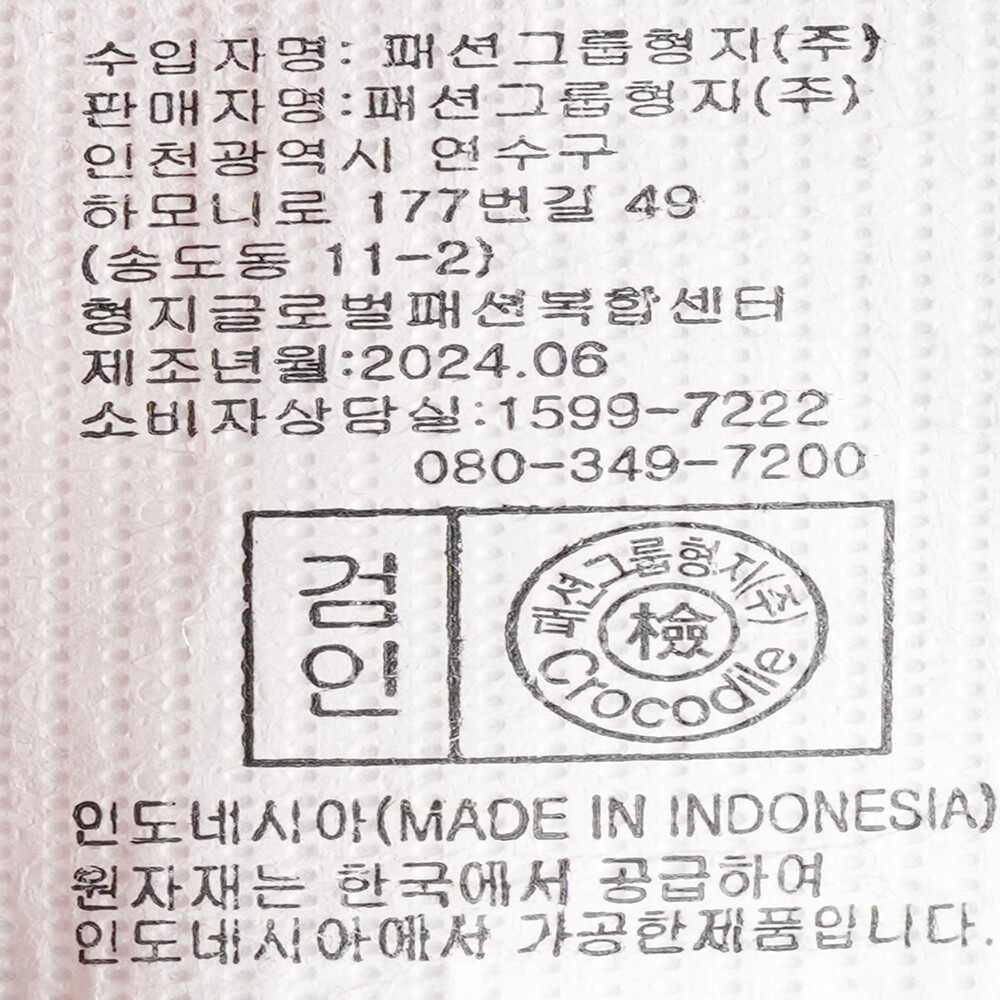 수입자명: 패션그룹형지(주)
판매자명:패션그룹형지(주)
인천광역시 연수구
하모니로 177번길 49
(송도동 11-2)
형지글로벌패션복합센터
제조년월:2024.06
소비자상담실:1599-7222
080-349-7200
검인
패션그룹형지(주)
檢
Crocodile
인도네시아(MADE IN INDONESIA)
원자재는 한국에서 공급하여
인도네시아에서 가공한제품입니다.